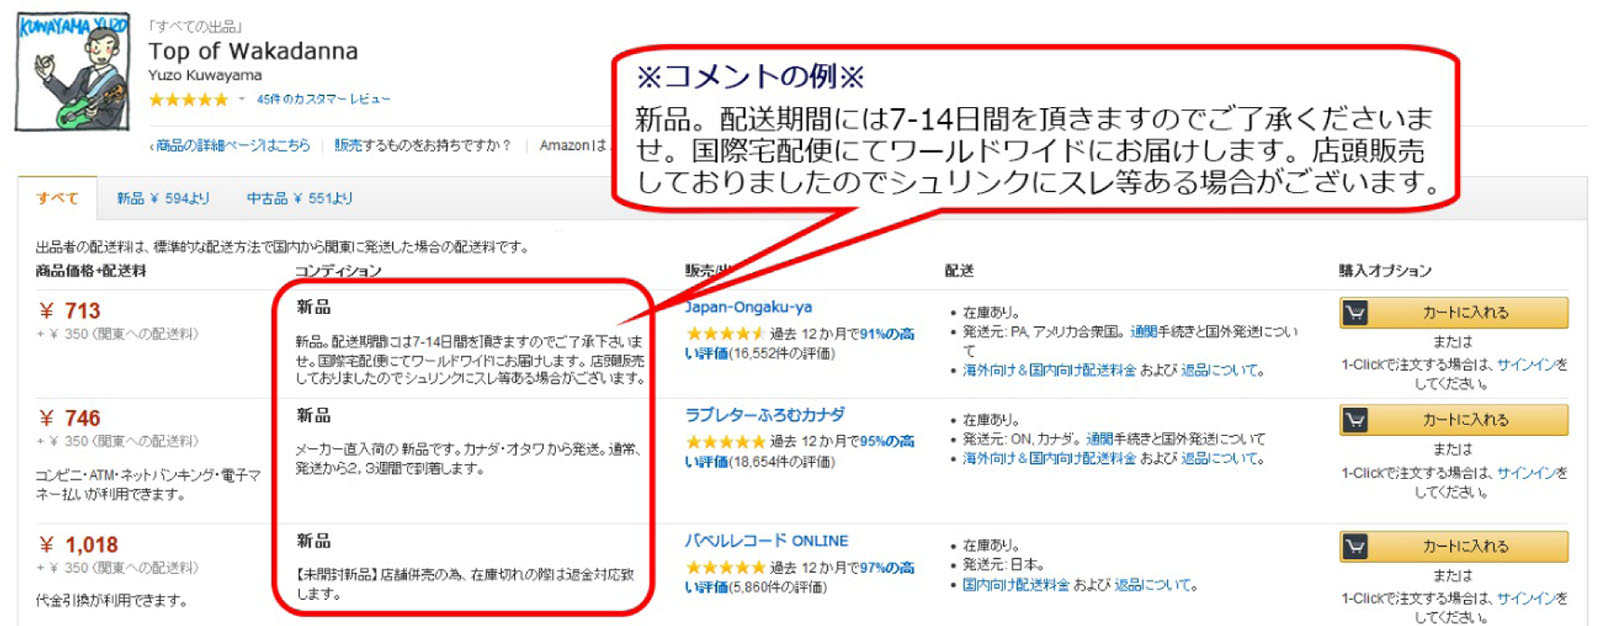 KUWAYAMA YUZO
「すべての出品」
Top of Wakadanna
Yuzo Kuwayama
45件のカスタマーレビュー
‹商品の詳細ページはこちら | 販売するものをお持ちですか？ | Amazonは
※コメントの例※
新品。配送期間には7-14日間を頂きますのでご了承くださいま
せ。国際宅配便にてワールドワイドにお届けします。店頭販売
しておりましたのでシュリンクにスレ等ある場合がございます。
すべて 新品 ￥ 594より 中古品 ￥ 551より
出品者の配送料は、標準的な配送方法で国内から関東に発送した場合の配送料です。
商品価格+配送料 コンディション 販売/出 配送 購入オプション
￥ 713
+ ￥ 350 (関東への配送料)
新品
新品。配送期間には7-14日間を頂きますのでご了承下さいま
せ。国際宅配便にてワールドワイドにお届けします。店頭販売
しておりましたのでシュリンクにスレ等ある場合がございます。
Japan-Ongaku-ya
過去 12か月で91%の高
い評価(16,552件の評価)
• 在庫あり。
• 発送元: PA, アメリカ合衆国。 通関手続きと国外発送につい
て
• 海外向け＆国内向け配送料金 および 返品について。
カートに入れる
または
1-Clickで注文する場合は、サインインを
してください。
￥ 746
+ ￥ 350 (関東への配送料)
コンビニ・ATM・ネットバンキング・電子マ
ネー払いが利用できます。
新品
メーカー直入荷の 新品です。カナダ・オタワから発送。通常、
発送から2, 3週間で到着します。
ラブレターふろむカナダ
過去 12か月で95%の高
い評価(18,654件の評価)
• 在庫あり。
• 発送元: ON, カナダ。 通関手続きと国外発送について
• 海外向け＆国内向け配送料金 および 返品について。
カートに入れる
または
1-Clickで注文する場合は、サインインを
してください。
￥ 1,018
+ ￥ 350 (関東への配送料)
代金引換が利用できます。
新品
【未開封新品】店舗併売の為、在庫切れの際は返金対応致
します。
バベルレコード ONLINE
過去 12か月で97%の高
い評価(5,860件の評価)
• 在庫あり。
• 発送元: 日本。
• 国内向け配送料金 および 返品について。
カートに入れる
または
1-Clickで注文する場合は、サインインを
してください。